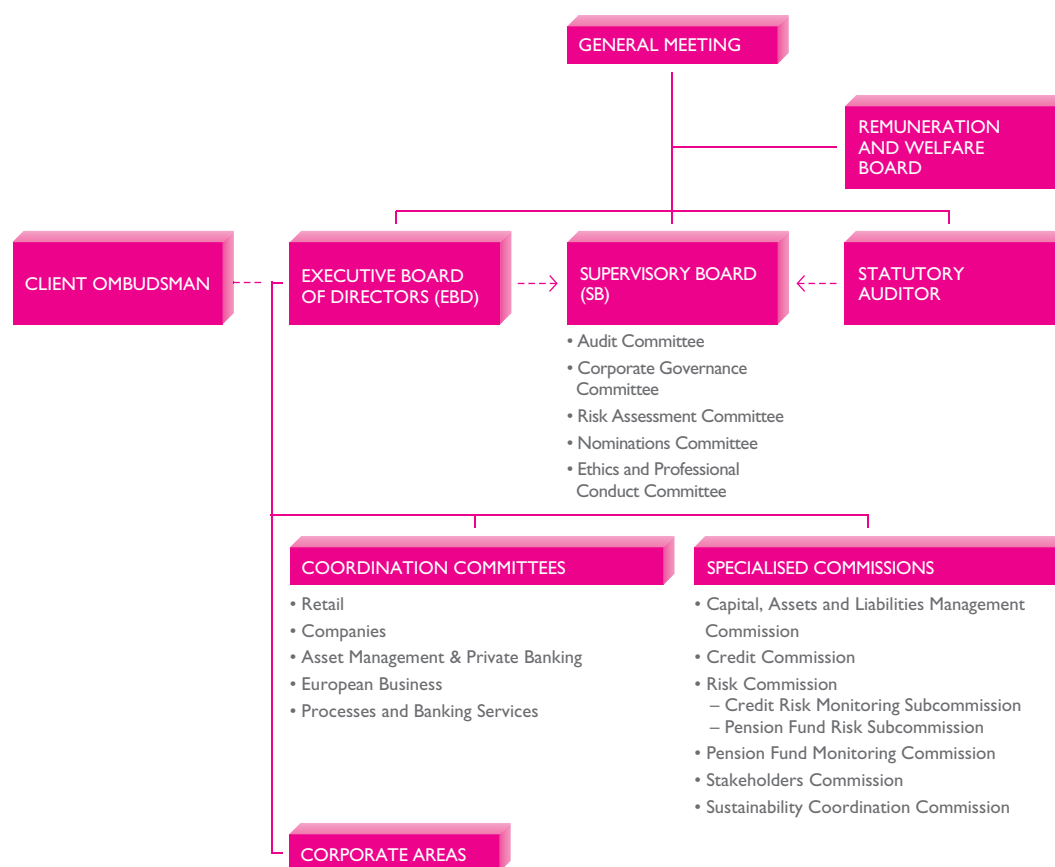 GENERAL MEETING
REMUNERATION
AND WELFARE
BOARD
CLIENT OMBUDSMAN
EXECUTIVE BOARD
OF DIRECTORS (EBD)
SUPERVISORY BOARD
(SB)
STATUTORY
AUDITOR
• Audit Committee
• Corporate Governance
Committee
• Risk Assessment Committee
• Nominations Committee
• Ethics and Professional
Conduct Committee
COORDINATION COMMITTEES
• Retail
• Companies
• Asset Management & Private Banking
• European Business
• Processes and Banking Services
SPECIALISED COMMISSIONS
• Capital, Assets and Liabilities Management
Commission
• Credit Commission
• Risk Commission
– Credit Risk Monitoring Subcommission
– Pension Fund Risk Subcommission
• Pension Fund Monitoring Commission
• Stakeholders Commission
• Sustainability Coordination Commission
CORPORATE AREAS